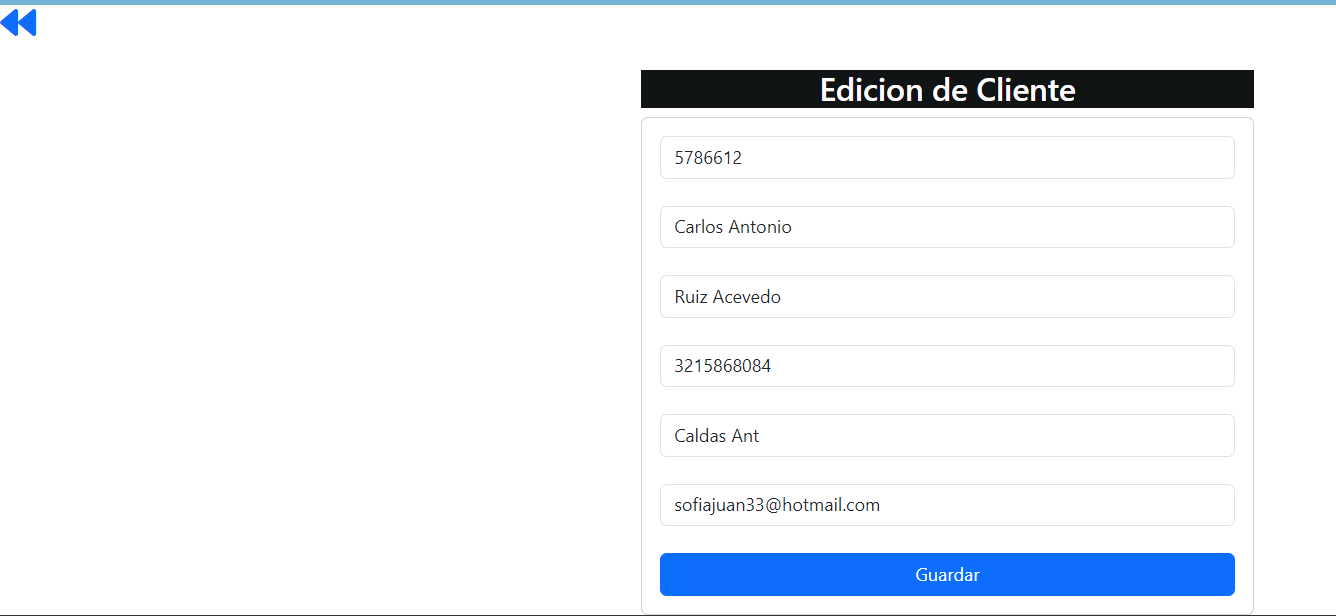 Edicion de Cliente
5786612
Carlos Antonio
Ruiz Acevedo
3215868084
Caldas Ant
sofiajuan33@hotmail.com
Guardar